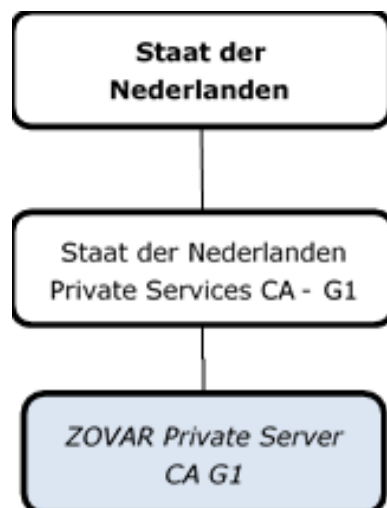 Staat der
Nederlanden
Staat der Nederlanden
Private Services CA - G1
ZOVAR Private Server
CA G1